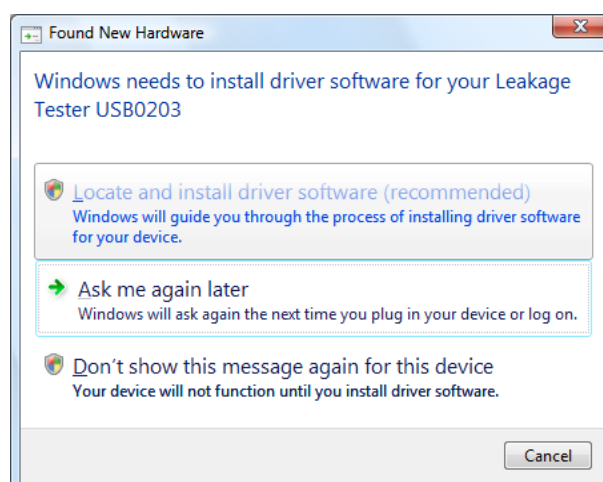 Found New Hardware
Windows needs to install driver software for your Leakage
Tester USB0203
Locate and install driver software (recommended)
Windows will guide you through the process of installing driver software
for your device.
Ask me again later
Windows will ask again the next time you plug in your device or log on.
Don't show this message again for this device
Your device will not function until you install driver software.
Cancel